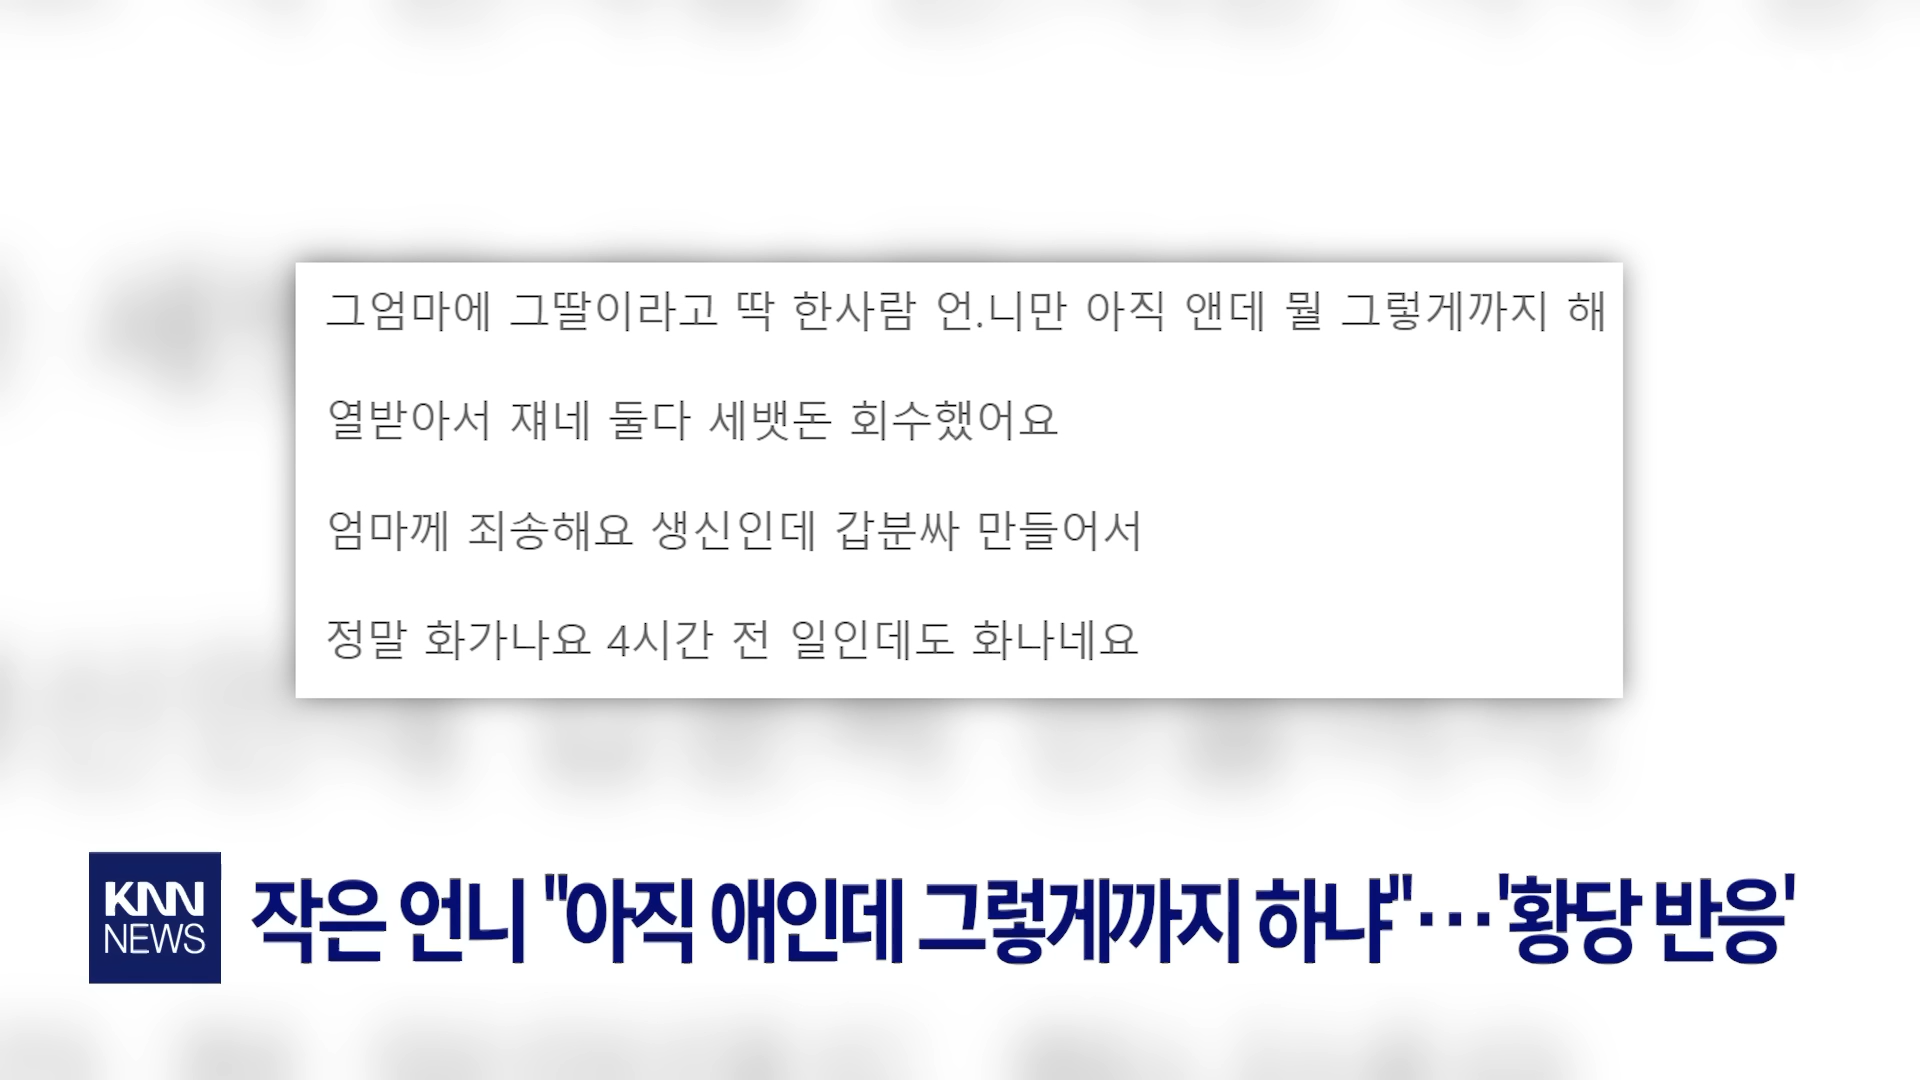 그엄마에 그딸이라고 딱 한사람 언.니만 아직 앤데 뭘 그렇게까지 해
열받아서 쟤네 둘다 세뱃돈 회수했어요
엄마께 죄송해요 생신인데 갑분싸 만들어서
정말 화가나요 4시간 전 일인데도 화나네요
KNN
NEWS
작은 언니 "아직 애인데 그렇게까지 하냐"…'황당 반응'